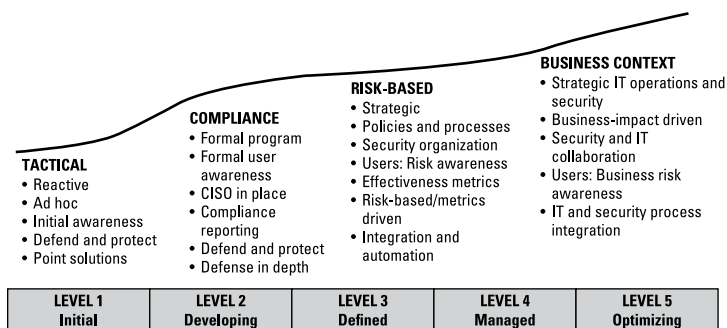 TACTICAL
• Reactive
• Ad hoc
• Initial awareness
• Defend and protect
• Point solutions
COMPLIANCE
• Formal program
• Formal user
awareness
• CISO in place
• Compliance
reporting
• Defend and protect
• Defense in depth
RISK-BASED
• Strategic
• Policies and processes
• Security organization
• Users: Risk awareness
• Effectiveness metrics
• Risk-based/metrics
driven
• Integration and
automation
BUSINESS CONTEXT
• Strategic IT operations and
security
• Business-impact driven
• Security and IT
collaboration
• Users: Business risk
awareness
• IT and security process
integration
LEVEL 1
Initial
LEVEL 2
Developing
LEVEL 3
Defined
LEVEL 4
Managed
LEVEL 5
Optimizing